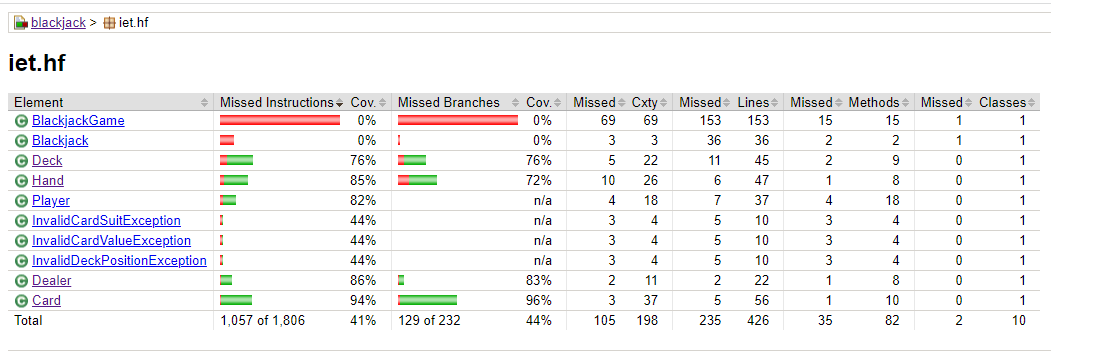 blackjack > iet.hf
iet.hf
Element Missed Instructions Cov. Missed Branches Cov. Missed Cxty Missed Lines Missed Methods Missed Classes
BlackjackGame 0% 0% 69 69 153 153 15 15 1 1
Blackjack 0% 0% 3 3 36 36 2 2 1 1
Deck 76% 76% 5 22 11 45 2 9 0 1
Hand 85% 72% 10 26 6 47 1 8 0 1
Player 82% n/a 4 18 7 37 4 18 0 1
InvalidCardSuitException 44% n/a 3 4 5 10 3 4 0 1
InvalidCardValueException 44% n/a 3 4 5 10 3 4 0 1
InvalidDeckPositionException 44% n/a 3 4 5 10 3 4 0 1
Dealer 86% 83% 2 11 2 22 1 8 0 1
Card 94% 96% 3 37 5 56 1 10 0 1
Total 1,057 of 1,806 41% 129 of 232 44% 105 198 235 426 35 82 2 10